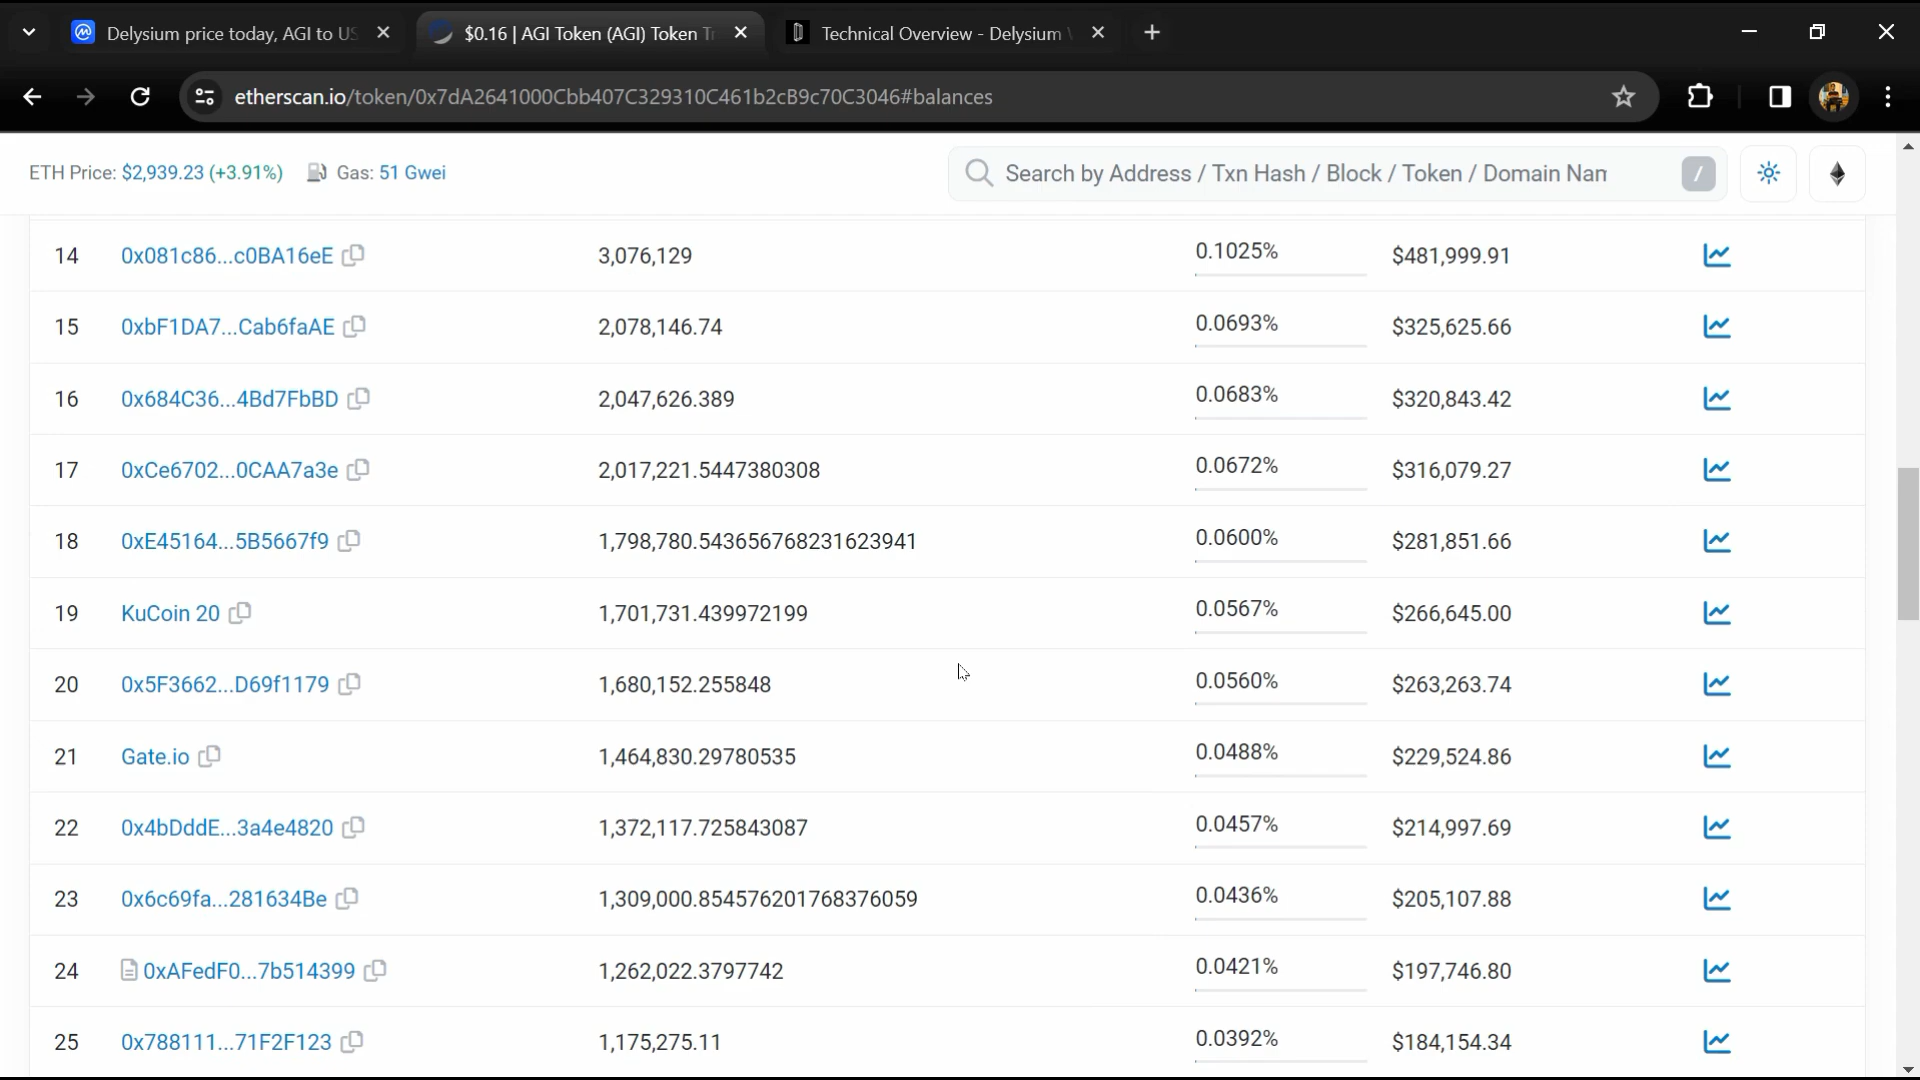 Delysium price today, AGI to US
$0.16 | AGI Token (AGI) Token Tr
Technical Overview - Delysium
etherscan.io/token/0x7dA2641000Cbb407C329310C461b2cB9c70C3046#balances
ETH Price: $2,939.23 (+3.91%) Gas: 51 Gwei
Search by Address / Txn Hash / Block / Token / Domain Nam
/
14 0x081c86...c0BA16eE 3,076,129 0.1025% $481,999.91
15 0xbF1DA7...Cab6faAE 2,078,146.74 0.0693% $325,625.66
16 0x684C36...4Bd7FbBD 2,047,626.389 0.0683% $320,843.42
17 0xCe6702...0CAA7a3e 2,017,221.5447380308 0.0672% $316,079.27
18 0xE45164...5B5667f9 1,798,780.543656768231623941 0.0600% $281,851.66
19 KuCoin 20 1,701,731.439972199 0.0567% $266,645.00
20 0x5F3662...D69f1179 1,680,152.255848 0.0560% $263,263.74
21 Gate.io 1,464,830.29780535 0.0488% $229,524.86
22 0x4bDddE...3a4e4820 1,372,117.725843087 0.0457% $214,997.69
23 0x6c69fa...281634Be 1,309,000.854576201768376059 0.0436% $205,107.88
24 0xAFedF0...7b514399 1,262,022.3797742 0.0421% $197,746.80
25 0x788111...71F2F123 1,175,275.11 0.0392% $184,154.34